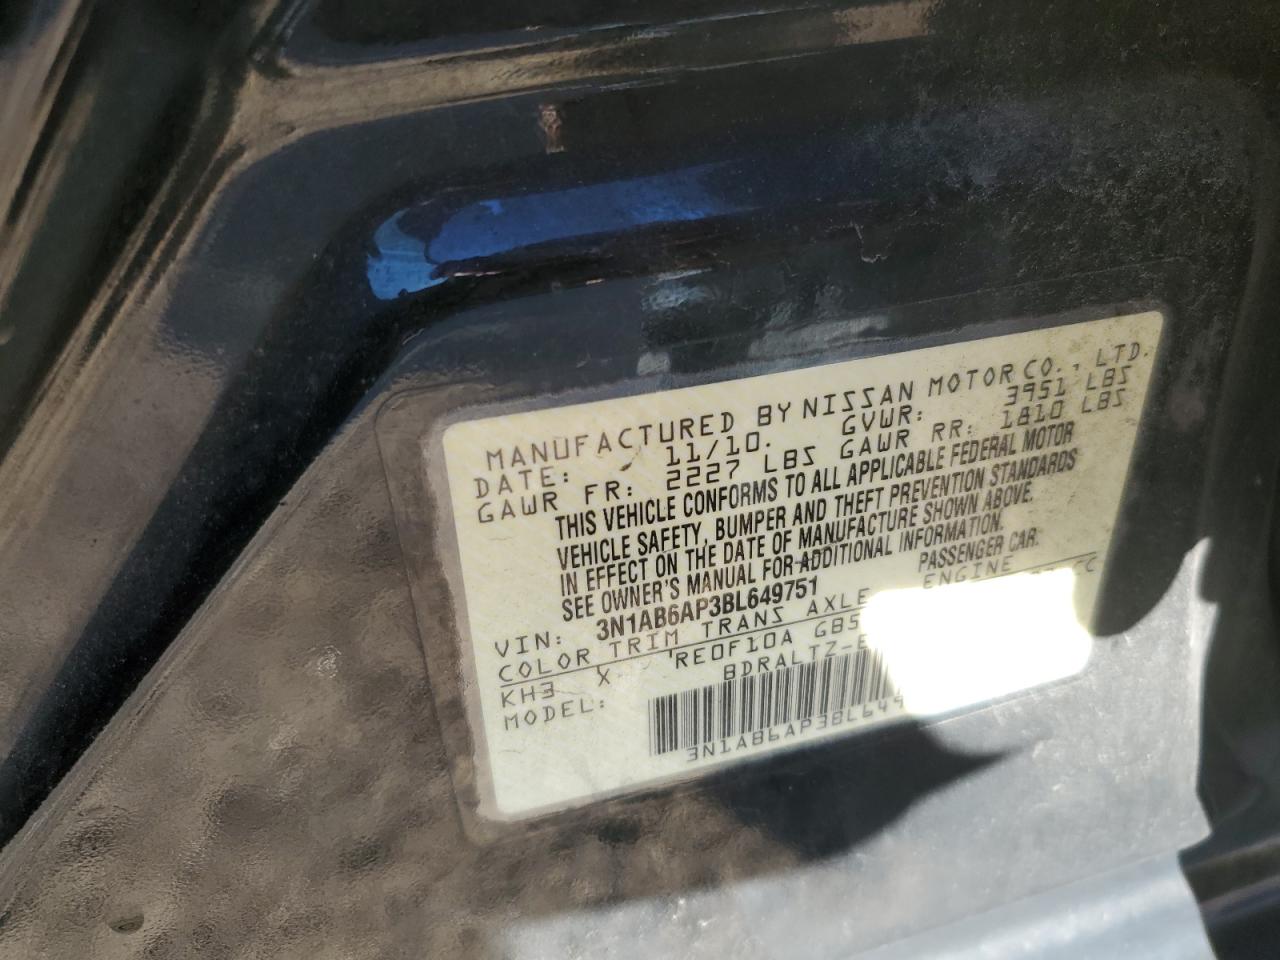 MANUFACTURED BY NISSAN MOTOR CO., LTD.
DATE: 11/10. GVWR: 3951 LBS
GAWR FR: 2227 LBS GAWR RR: 1810 LBS
THIS VEHICLE CONFORMS TO ALL APPLICABLE FEDERAL MOTOR
VEHICLE SAFETY, BUMPER AND THEFT PREVENTION STANDARDS
IN EFFECT ON THE DATE OF MANUFACTURE SHOWN ABOVE.
SEE OWNER'S MANUAL FOR ADDITIONAL INFORMATION.
VIN: 3N1AB6AP3BL649751 PASSENGER CAR.
COLOR TRIM TRANS AXLE ENGINE
KH3 X RE0F10A GB5 CC
MODEL: BDRALTZ-E
3N1AB6AP3BL649